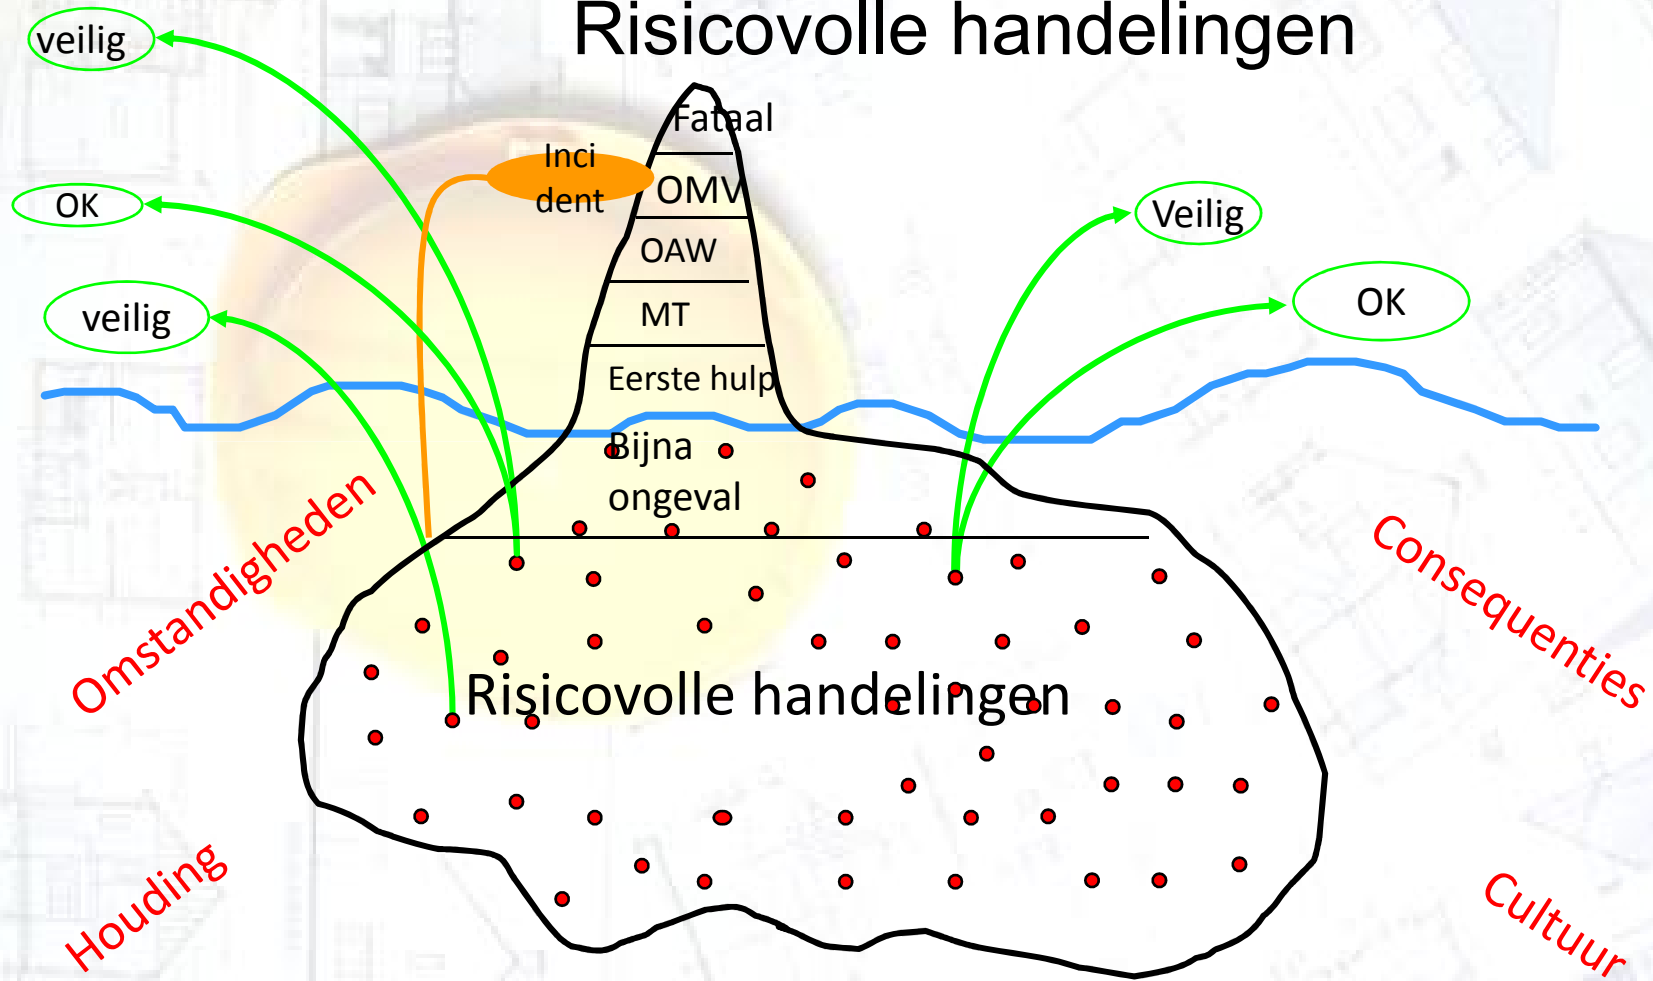 Risicovolle handelingen
veilig
Fataal
Inci
dent
OMV
OK
Veilig
OAW
veilig
MT
OK
Eerste hulp
Bijna
ongeval
Omstandigheden
Consequenties
Risicovolle handelingen
Houding
Cultuur